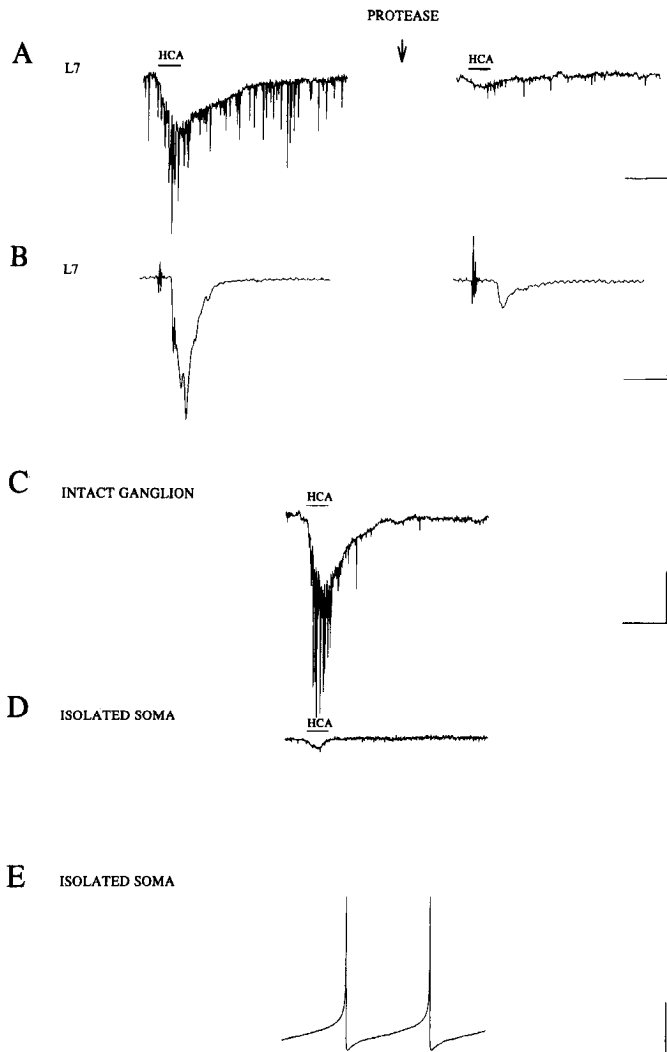 PROTEASE
A
L7
HCA
HCA
B
L7
C
INTACT GANGLION
HCA
D
ISOLATED SOMA
HCA
E
ISOLATED SOMA